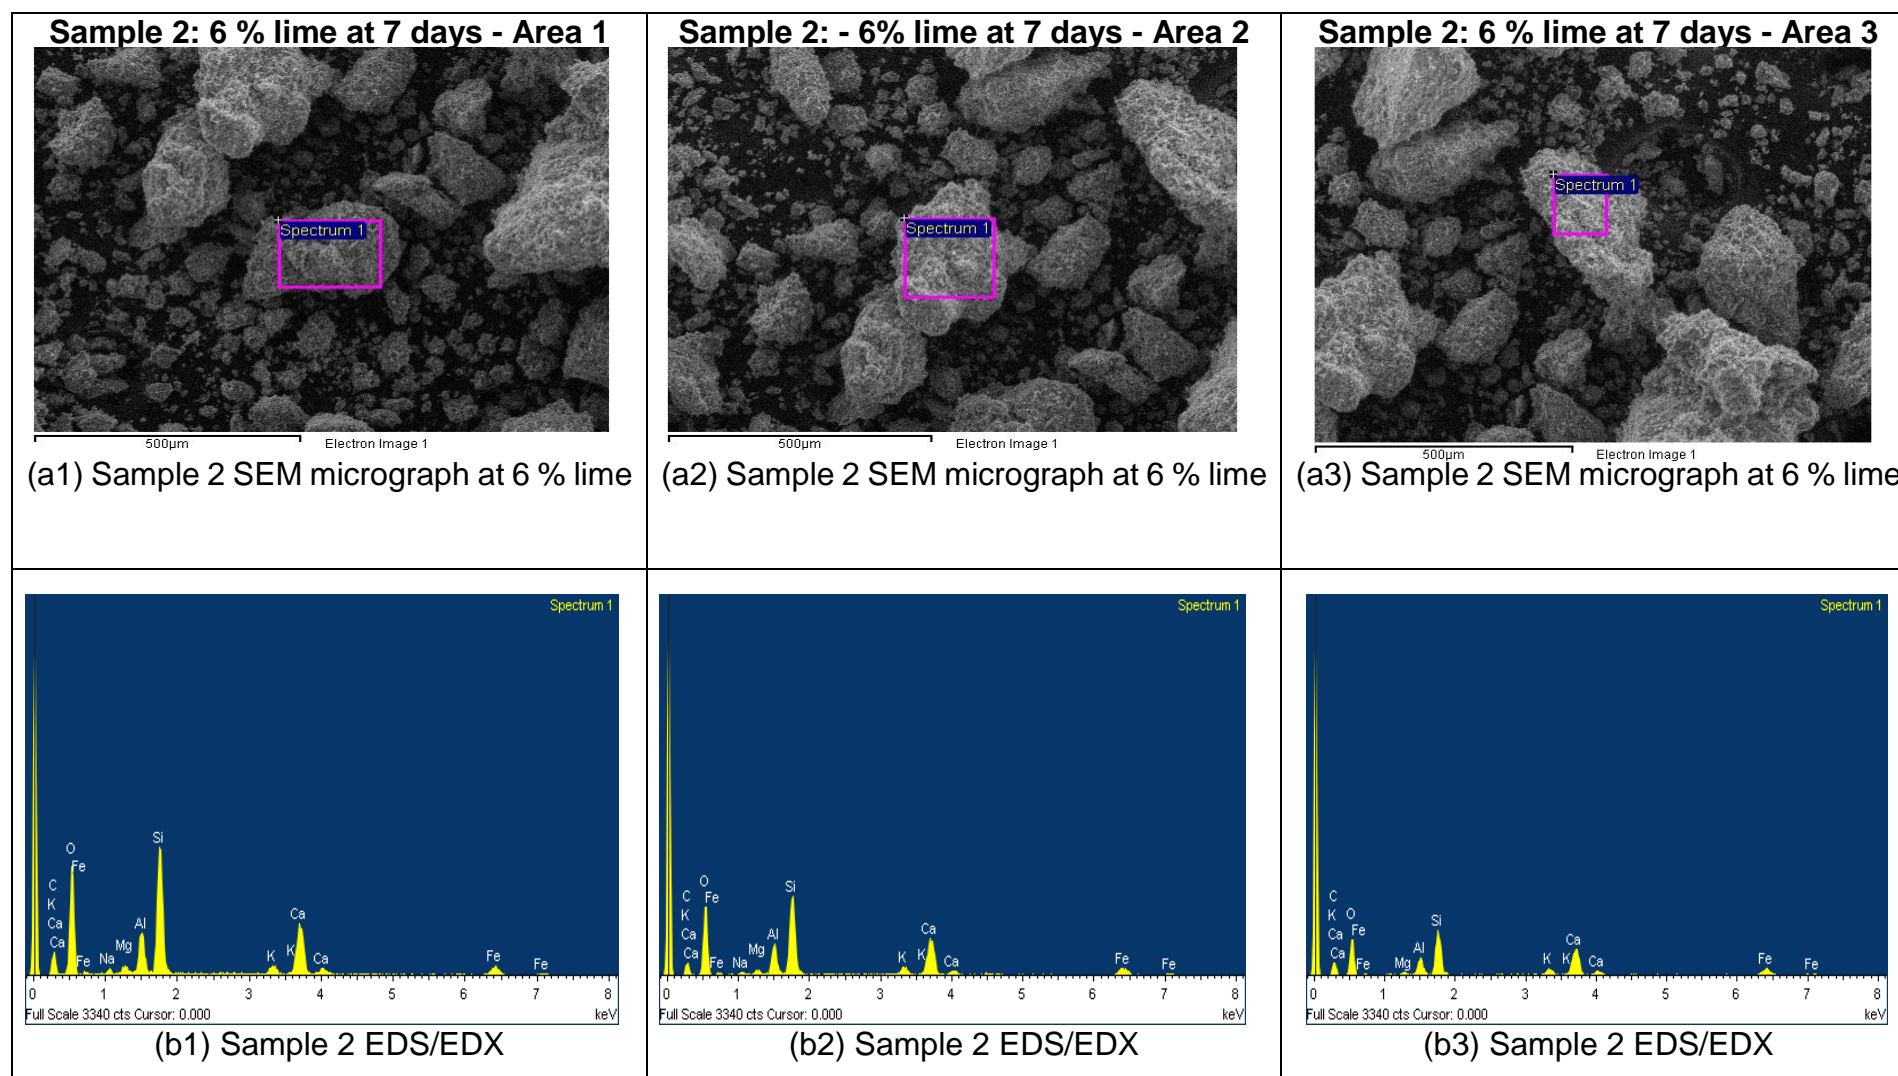 Sample 2: 6 % lime at 7 days - Area 1
Spectrum 1
500µm
Electron Image 1
(a1) Sample 2 SEM micrograph at 6 % lime
Sample 2: - 6% lime at 7 days - Area 2
Spectrum 1
500µm
Electron Image 1
(a2) Sample 2 SEM micrograph at 6 % lime
Sample 2: 6 % lime at 7 days - Area 3
Spectrum 1
500µm
Electron Image 1
(a3) Sample 2 SEM micrograph at 6 % lime
Spectrum 1
Si
O
Fe
C
K
Ca
Ca
Fe
Na
Mg
Al
K
K
Ca
Ca
Fe
Fe
0 1 2 3 4 5 6 7 8
Full Scale 3340 cts Cursor: 0.000 keV
(b1) Sample 2 EDS/EDX
Spectrum 1
Si
O
Fe
C
K
Ca
Ca
Fe
Na
Mg
Al
K
K
Ca
Ca
Fe
Fe
0 1 2 3 4 5 6 7 8
Full Scale 3340 cts Cursor: 0.000 keV
(b2) Sample 2 EDS/EDX
Spectrum 1
C
K
O
Si
Ca
Fe
Ca
Fe
Mg
Al
K
K
Ca
Ca
Fe
Fe
0 1 2 3 4 5 6 7 8
Full Scale 3340 cts Cursor: 0.000 keV
(b3) Sample 2 EDS/EDX